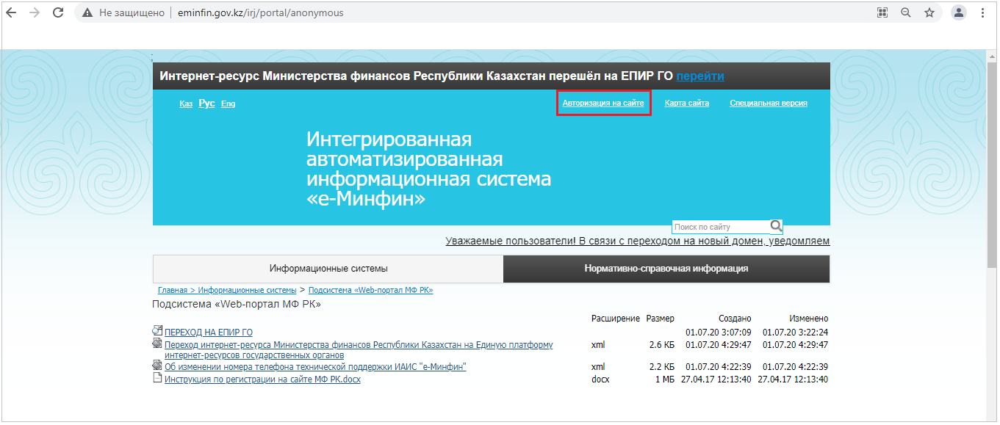 Не защищено eminfin.gov.kz/irj/portal/anonymous
;
Интернет-ресурс Министерства финансов Республики Казахстан перешёл на ЕПИР ГО перейти
Қаз Рус Eng Авторизация на сайте Карта сайта Специальная версия
Интегрированная
автоматизированная
информационная система
«е-Минфин»
Поиск по сайту
Уважаемые пользователи! В связи с переходом на новый домен, уведомляем
Информационные системы Нормативно-справочная информация
Главная > Информационные системы > Подсистема «Web-портал МФ РК»
Подсистема «Web-портал МФ РК»
Расширение Размер Создано Изменено
ПЕРЕХОД НА ЕПИР ГО 01.07.20 3:07:09 01.07.20 3:22:24
Переход интернет-ресурса Министерства финансов Республики Казахстан на Единую платформу xml 2.6 КБ 01.07.20 4:29:47 01.07.20 4:29:47
интернет-ресурсов государственных органов
Об изменении номера телефона технической поддержки ИАИС "е-Минфин" xml 2.2 КБ 01.07.20 4:22:39 01.07.20 4:22:39
Инструкция по регистрации на сайте МФ РК.docx docx 1 МБ 27.04.17 12:13:40 27.04.17 12:13:40